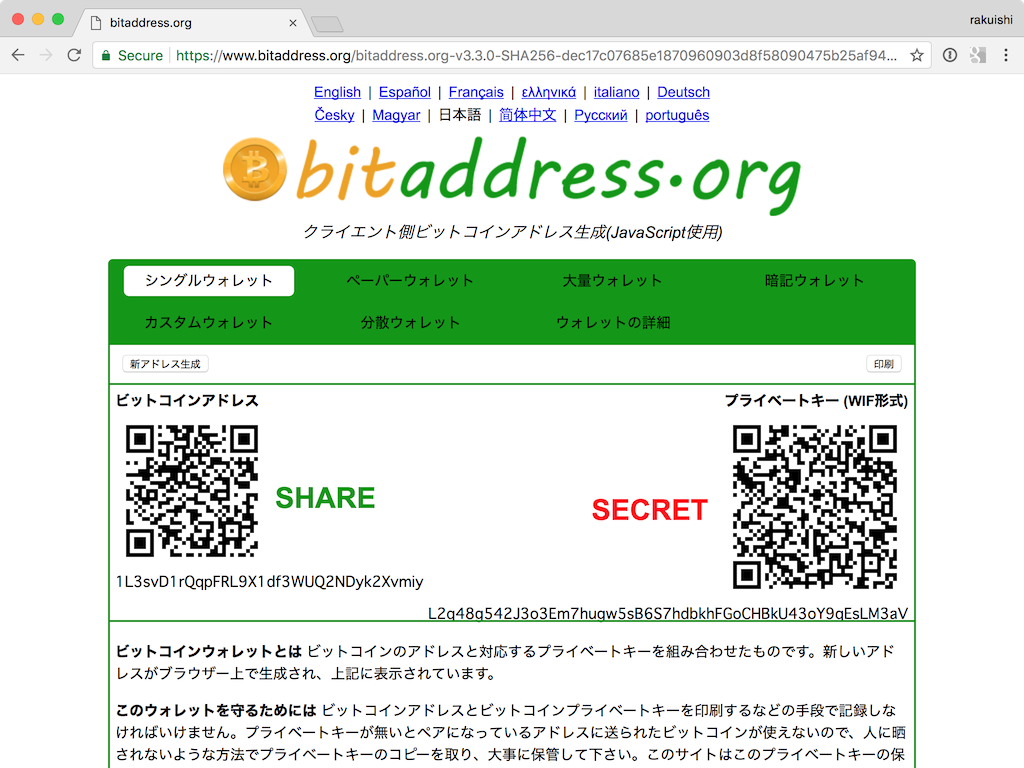 bitaddress.org
rakuishi
Secure https://www.bitaddress.org/bitaddress.org-v3.3.0-SHA256-dec17c07685e1870960903d8f58090475b25af94...
English | Español | Français | ελληνικά | italiano | Deutsch
Česky | Magyar | 日本語 | 简体中文 | Русский | português
bitaddress.org
クライエント側ビットコインアドレス生成(JavaScript使用)
シングルウォレット ペーパーウォレット 大量ウォレット 暗記ウォレット
カスタムウォレット 分散ウォレット ウォレットの詳細
新アドレス生成 印刷
ビットコインアドレス プライベートキー (WIF形式)
SHARE SECRET
1L3svD1rQqpFRL9X1df3WUQ2NDyk2Xvmiy
L2q48g542J3o3Em7hugw5sB6S7hdbkhFGoCHBkU43oY9qEsLM3aV
ビットコインウォレットとは ビットコインのアドレスと対応するプライベートキーを組み合わせたものです。新しいアド
レスがブラウザー上で生成され、上記に表示されています。
このウォレットを守るためには ビットコインアドレスとビットコインプライベートキーを印刷するなどの手段で記録しな
ければいけません。プライベートキーが無いとペアになっているアドレスに送られたビットコインが使えないので、人に晒
されないような方法でプライベートキーのコピーを取り、大事に保管して下さい。このサイトはこのプライベートキーの保